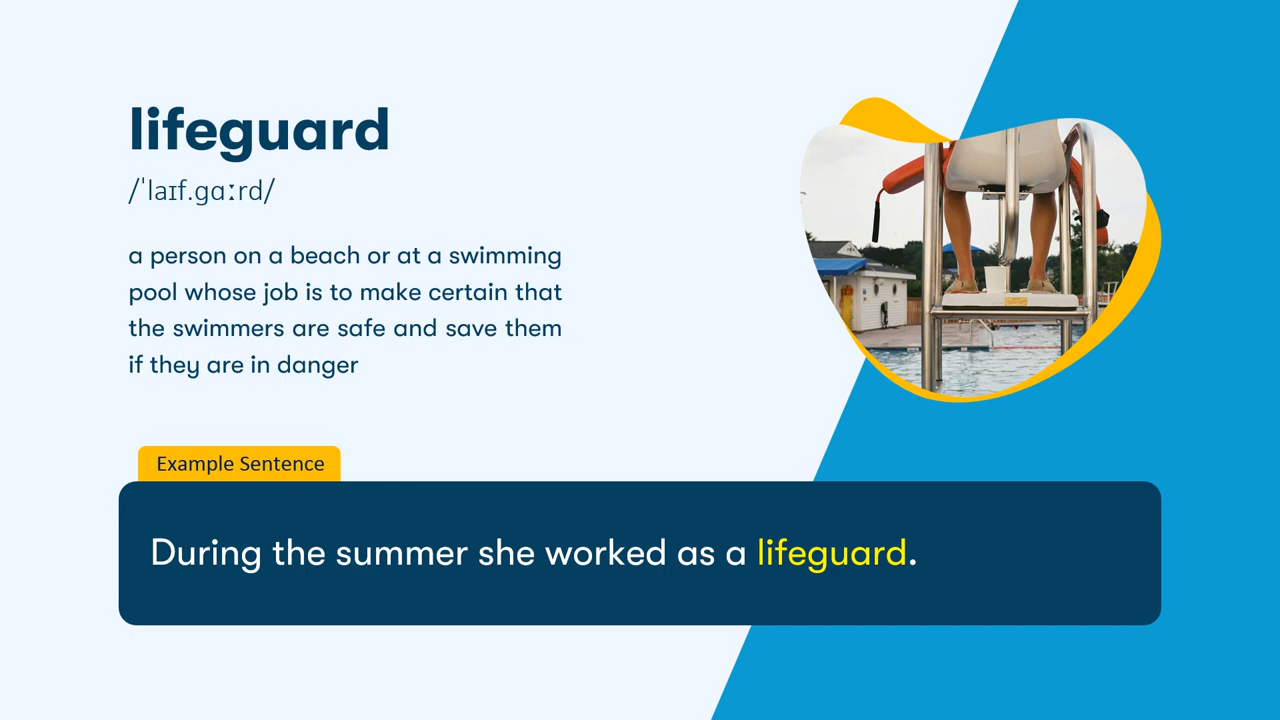 lifeguard
/ˈlaɪf.ɡɑːrd/
a person on a beach or at a swimming
pool whose job is to make certain that
the swimmers are safe and save them
if they are in danger
Example Sentence
During the summer she worked as a lifeguard.